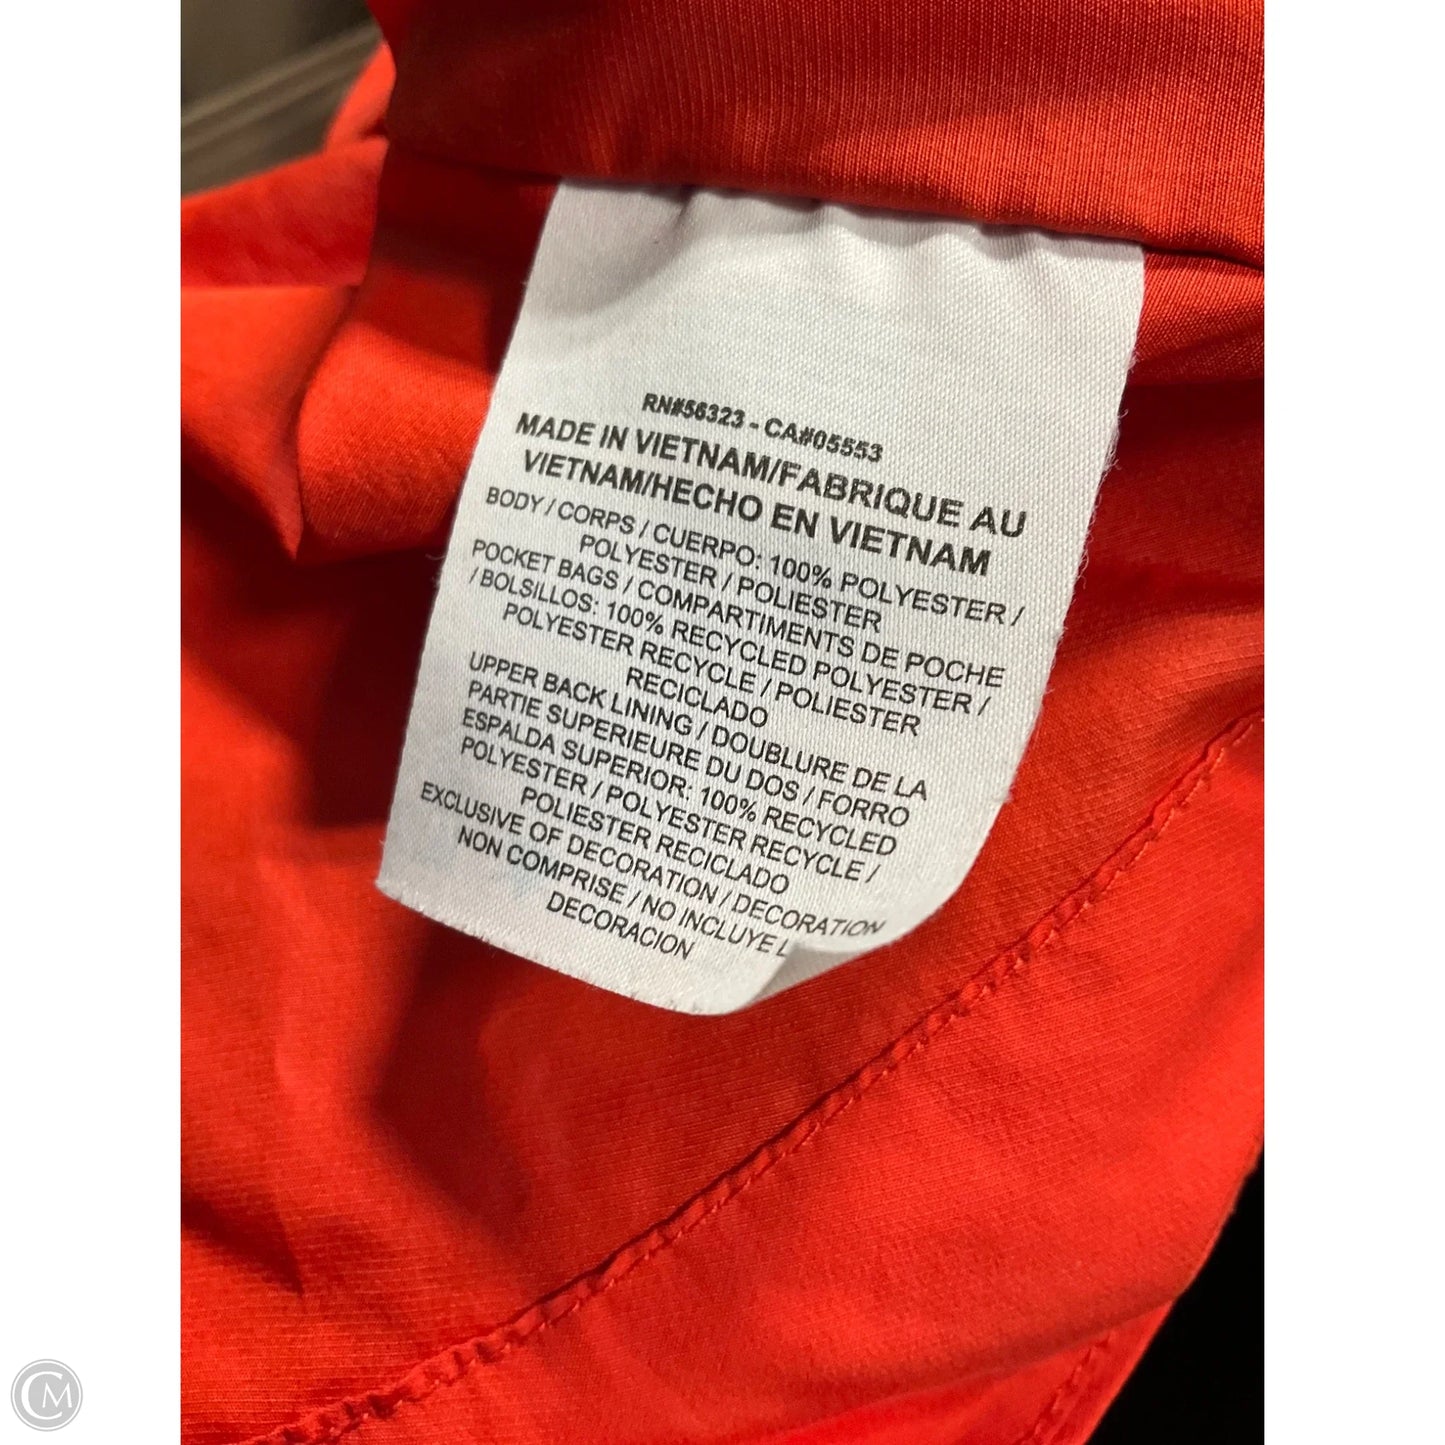 RN#56323 - CA#05553
MADE IN VIETNAM/FABRIQUE AU
VIETNAM/HECHO EN VIETNAM
BODY / CORPS / CUERPO: 100% POLYESTER /
POLYESTER / POLIESTER
POCKET BAGS / COMPARTIMENTS DE POCHE
/ BOLSILLOS: 100% RECYCLED POLYESTER /
POLYESTER RECYCLE / POLIESTER
RECICLADO
UPPER BACK LINING / DOUBLURE DE LA
PARTIE SUPERIEURE DU DOS / FORRO
ESPALDA SUPERIOR: 100% RECYCLED
POLYESTER / POLYESTER RECYCLE /
POLIESTER RECICLADO
EXCLUSIVE OF DECORATION / DECORATION
NON COMPRISE / NO INCLUYE L
DECORACION
CM